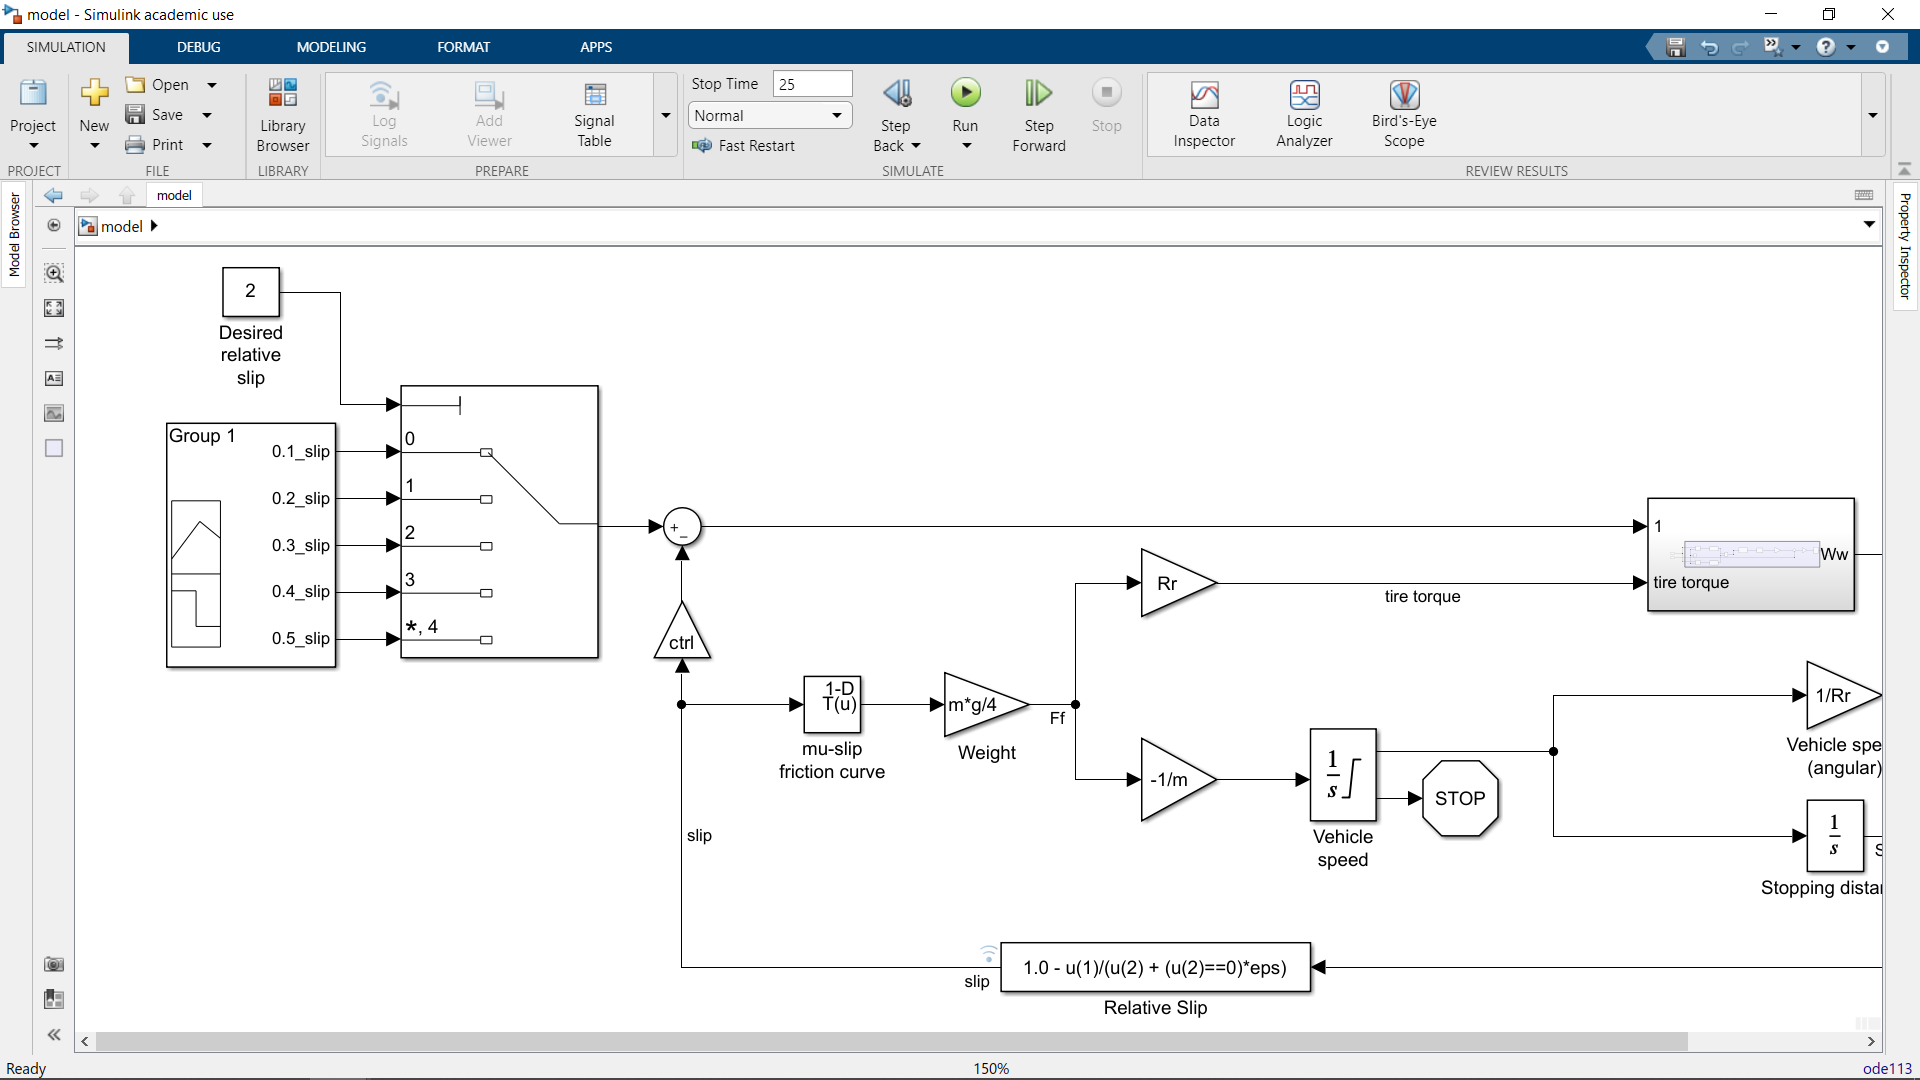 model - Simulink academic use
SIMULATION
DEBUG
MODELING
FORMAT
APPS
Project
New
Open
Save
Print
Library
Browser
Log
Signals
Add
Viewer
Signal
Table
Stop Time
25
Normal
Fast Restart
Step
Back
Run
Step
Forward
Stop
Data
Inspector
Logic
Analyzer
Bird's-Eye
Scope
PROJECT
FILE
LIBRARY
PREPARE
SIMULATE
REVIEW RESULTS
Model Browser
model
Property Inspector
model
2
Desired
relative
slip
Group 1
0.1_slip
0.2_slip
0.3_slip
0.4_slip
0.5_slip
0
1
2
3
*, 4
+
−
ctrl
1-D
T(u)
mu-slip
friction curve
m*g/4
Weight
Ff
Rr
tire torque
1
tire torque
Ww
-1/m
1
s
Vehicle
speed
STOP
1/Rr
Vehicle spe
(angular)
1
s
S
Stopping distar
slip
slip
1.0 - u(1)/(u(2) + (u(2)==0)*eps)
Relative Slip
Ready
150%
ode113